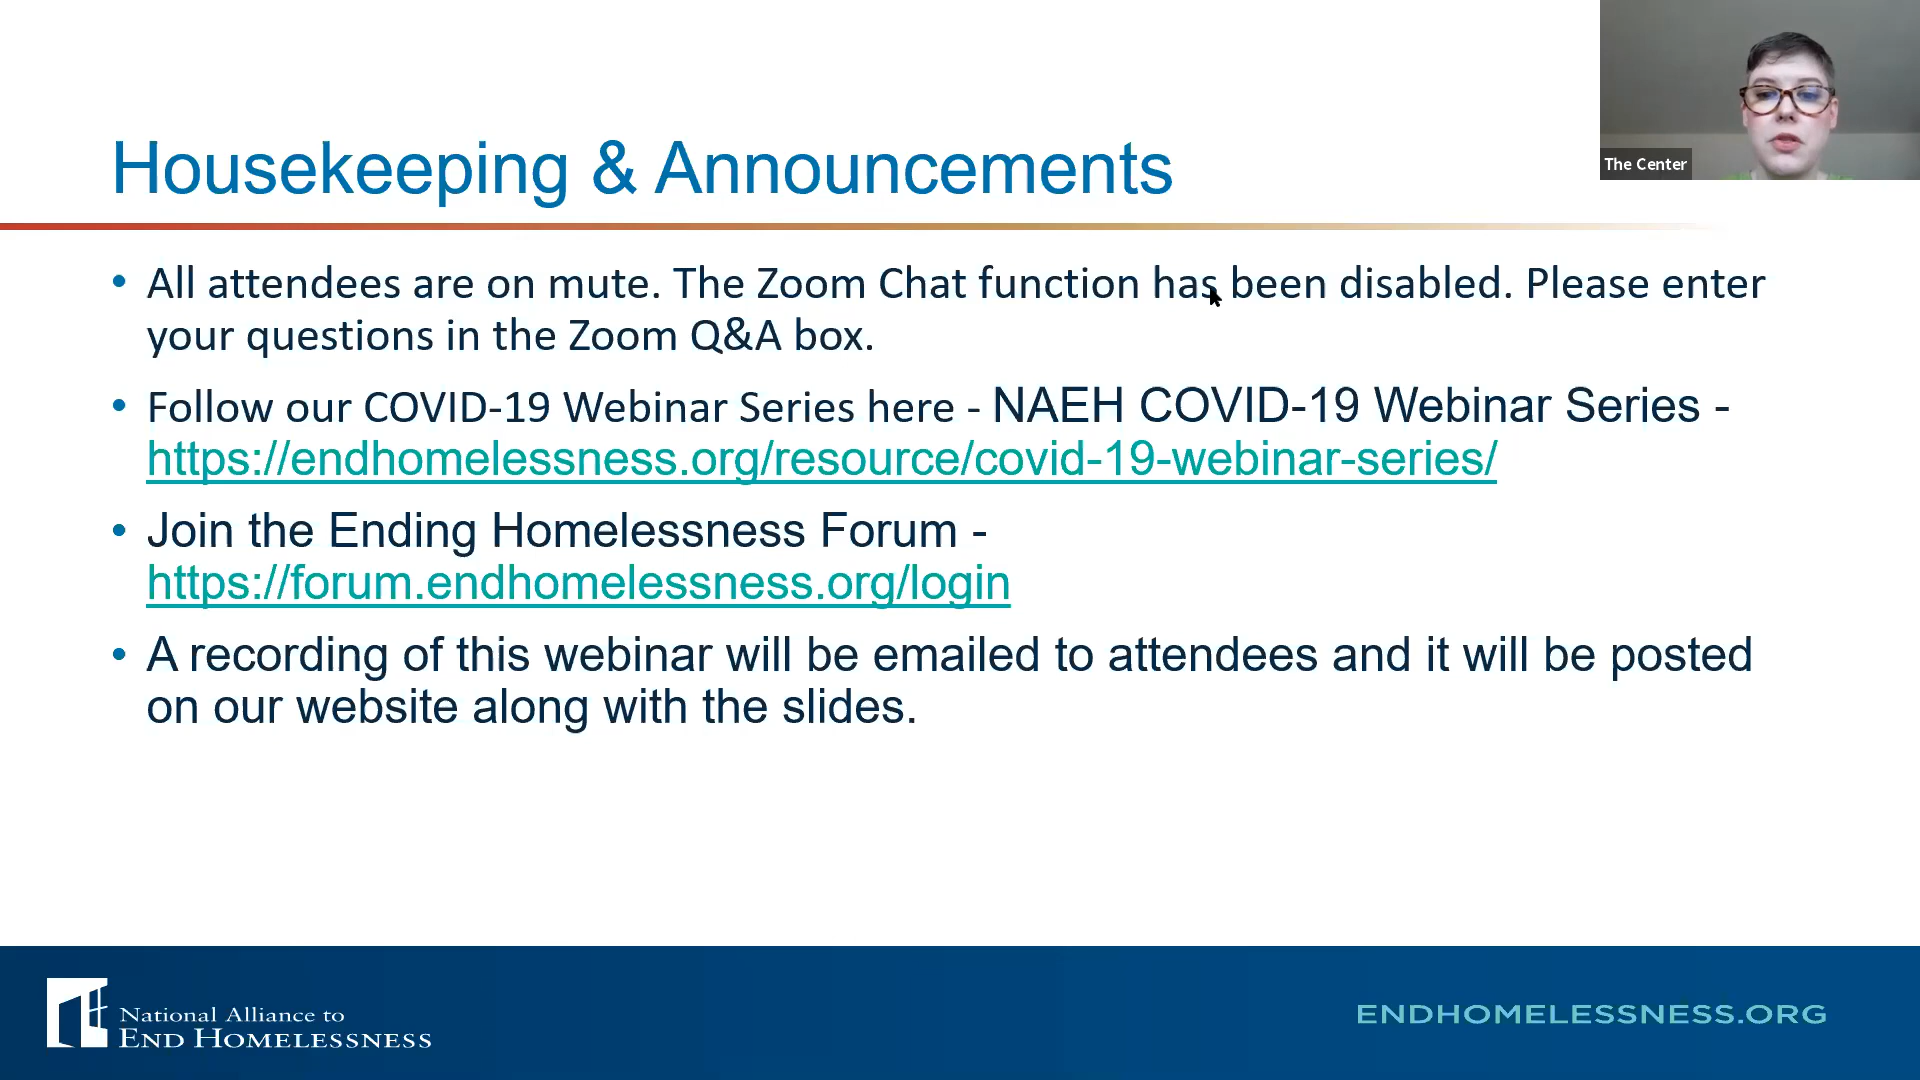 The Center
Housekeeping & Announcements
• All attendees are on mute. The Zoom Chat function has been disabled. Please enter
your questions in the Zoom Q&A box.
• Follow our COVID-19 Webinar Series here - NAEH COVID-19 Webinar Series -
https://endhomelessness.org/resource/covid-19-webinar-series/
• Join the Ending Homelessness Forum -
https://forum.endhomelessness.org/login
• A recording of this webinar will be emailed to attendees and it will be posted
on our website along with the slides.
National Alliance to
END HOMELESSNESS
ENDHOMELESSNESS.ORG